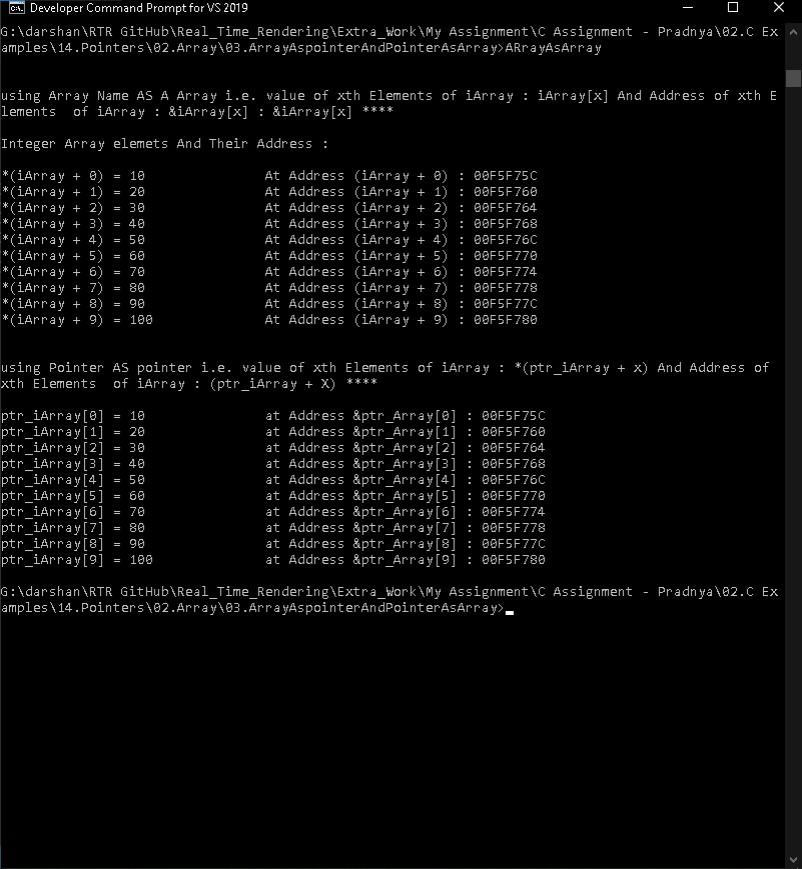 Developer Command Prompt for VS 2019
G:\darshan\RTR GitHub\Real_Time_Rendering\Extra_Work\My Assignment\C Assignment - Pradnya\02.C Ex
amples\14.Pointers\02.Array\03.ArrayAspointerAndPointerAsArray>ARrayAsArray
using Array Name AS A Array i.e. value of xth Elements of iArray : iArray[x] And Address of xth E
lements  of iArray : &iArray[x] : &iArray[x] ****
Integer Array elemets And Their Address :
*(iArray + 0) = 10 At Address (iArray + 0) : 00F5F75C
*(iArray + 1) = 20 At Address (iArray + 1) : 00F5F760
*(iArray + 2) = 30 At Address (iArray + 2) : 00F5F764
*(iArray + 3) = 40 At Address (iArray + 3) : 00F5F768
*(iArray + 4) = 50 At Address (iArray + 4) : 00F5F76C
*(iArray + 5) = 60 At Address (iArray + 5) : 00F5F770
*(iArray + 6) = 70 At Address (iArray + 6) : 00F5F774
*(iArray + 7) = 80 At Address (iArray + 7) : 00F5F778
*(iArray + 8) = 90 At Address (iArray + 8) : 00F5F77C
*(iArray + 9) = 100 At Address (iArray + 9) : 00F5F780
using Pointer AS pointer i.e. value of xth Elements of iArray : *(ptr_iArray + x) And Address of
xth Elements  of iArray : (ptr_iArray + X) ****
ptr_iArray[0] = 10 at Address &ptr_Array[0] : 00F5F75C
ptr_iArray[1] = 20 at Address &ptr_Array[1] : 00F5F760
ptr_iArray[2] = 30 at Address &ptr_Array[2] : 00F5F764
ptr_iArray[3] = 40 at Address &ptr_Array[3] : 00F5F768
ptr_iArray[4] = 50 at Address &ptr_Array[4] : 00F5F76C
ptr_iArray[5] = 60 at Address &ptr_Array[5] : 00F5F770
ptr_iArray[6] = 70 at Address &ptr_Array[6] : 00F5F774
ptr_iArray[7] = 80 at Address &ptr_Array[7] : 00F5F778
ptr_iArray[8] = 90 at Address &ptr_Array[8] : 00F5F77C
ptr_iArray[9] = 100 at Address &ptr_Array[9] : 00F5F780
G:\darshan\RTR GitHub\Real_Time_Rendering\Extra_Work\My Assignment\C Assignment - Pradnya\02.C Ex
amples\14.Pointers\02.Array\03.ArrayAspointerAndPointerAsArray>